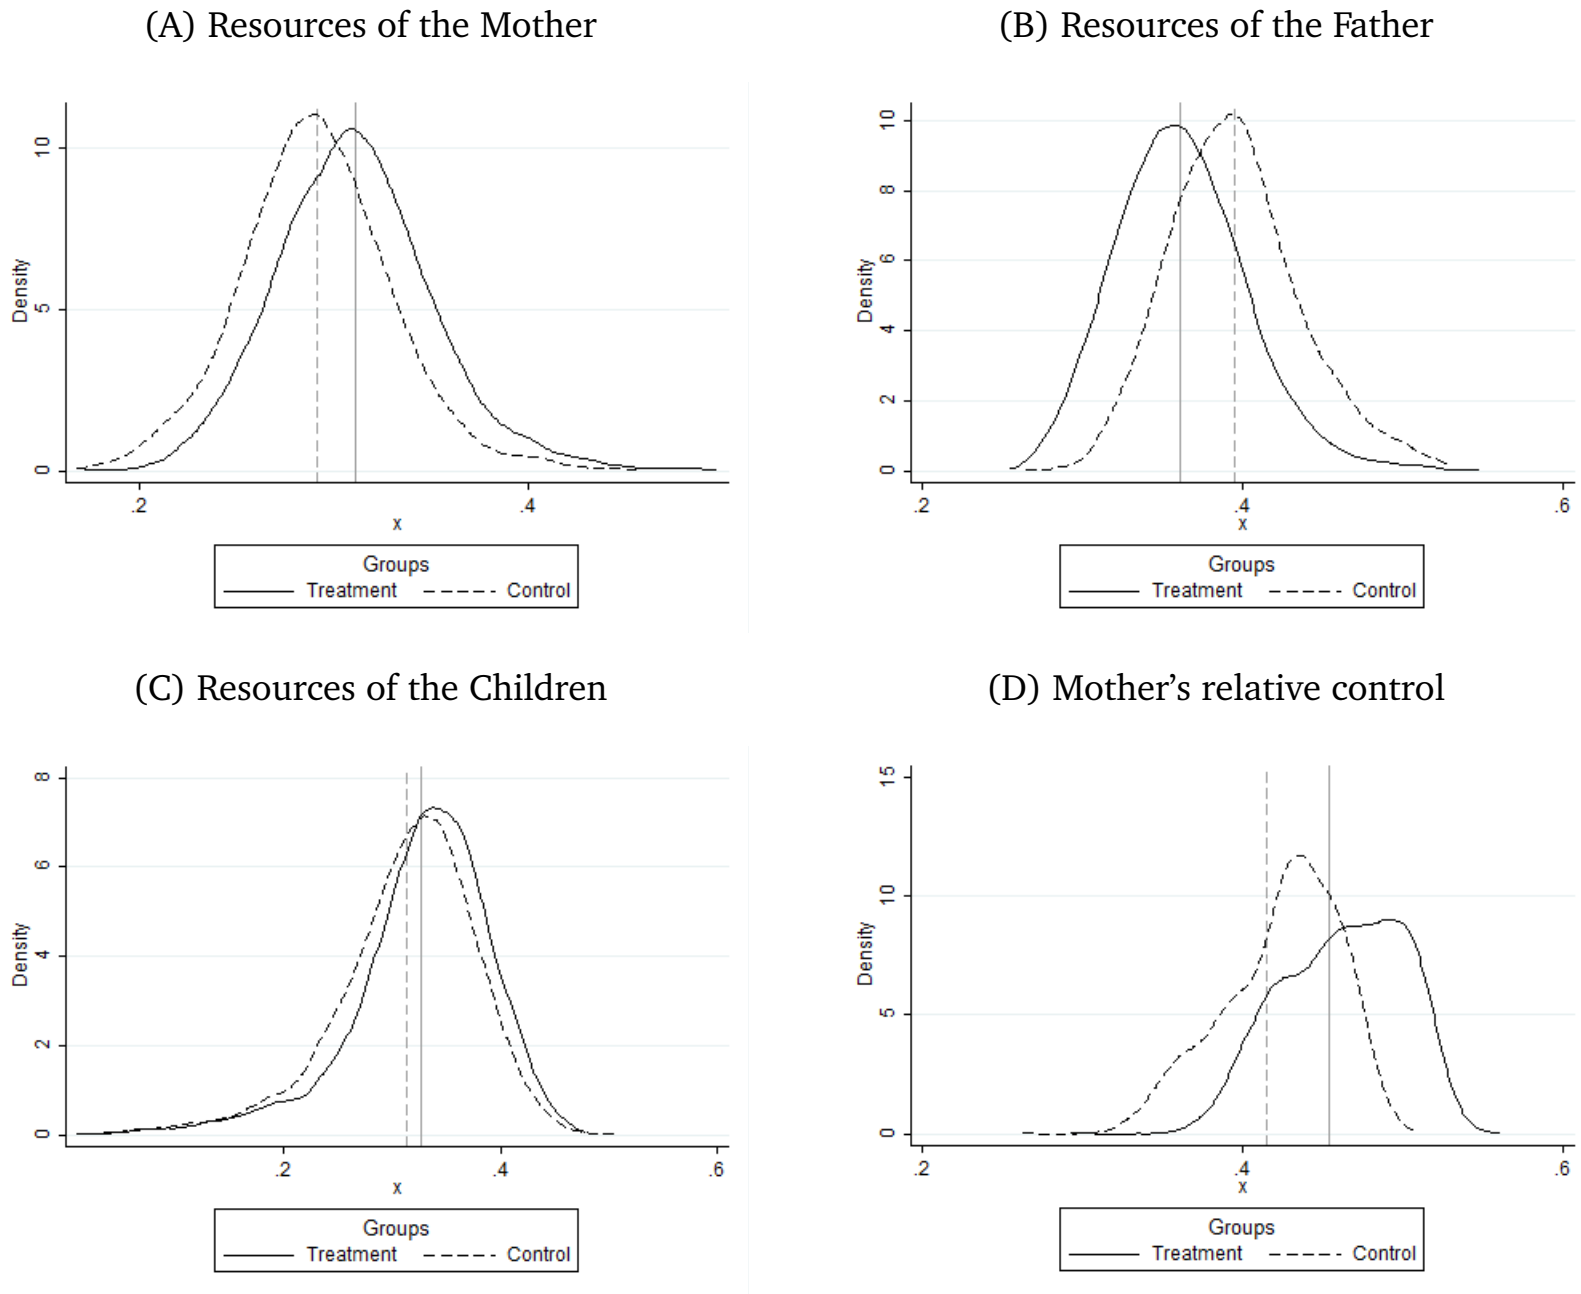 (A) Resources of the Mother
Density
0 5 10
.2 .4
x
Groups
Treatment Control
(B) Resources of the Father
Density
0 2 4 6 8 10
.2 .4 .6
x
Groups
Treatment Control
(C) Resources of the Children
Density
0 2 4 6 8
.2 .4 .6
x
Groups
Treatment Control
(D) Mother’s relative control
Density
0 5 10 15
.2 .4 .6
x
Groups
Treatment Control